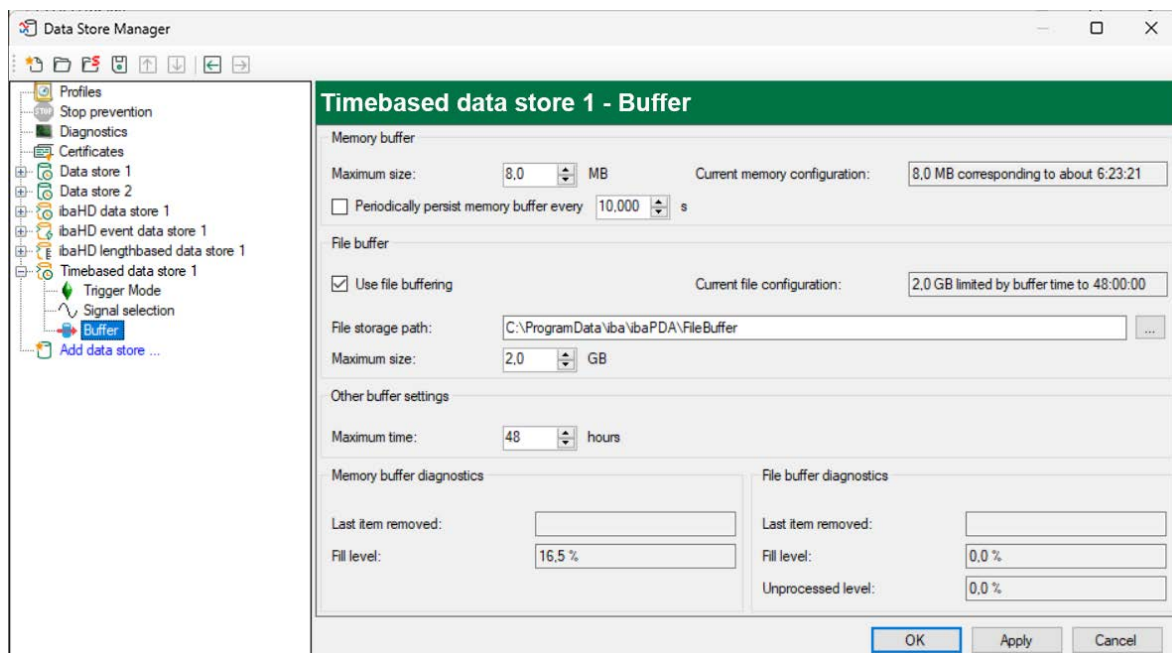 Data Store Manager
Profiles
STOP Stop prevention
Diagnostics
Certificates
Data store 1
Data store 2
ibaHD data store 1
ibaHD event data store 1
ibaHD lengthbased data store 1
Timebased data store 1
Trigger Mode
Signal selection
Buffer
Add data store ...
Timebased data store 1 - Buffer
Memory buffer
Maximum size: 8,0 MB Current memory configuration: 8,0 MB corresponding to about 6:23:21
Periodically persist memory buffer every 10,000 s
File buffer
Use file buffering Current file configuration: 2,0 GB limited by buffer time to 48:00:00
File storage path: C:\ProgramData\iba\ibaPDA\FileBuffer ...
Maximum size: 2,0 GB
Other buffer settings
Maximum time: 48 hours
Memory buffer diagnostics File buffer diagnostics
Last item removed: Last item removed:
Fill level: 16,5 % Fill level: 0,0 %
Unprocessed level: 0,0 %
OK Apply Cancel